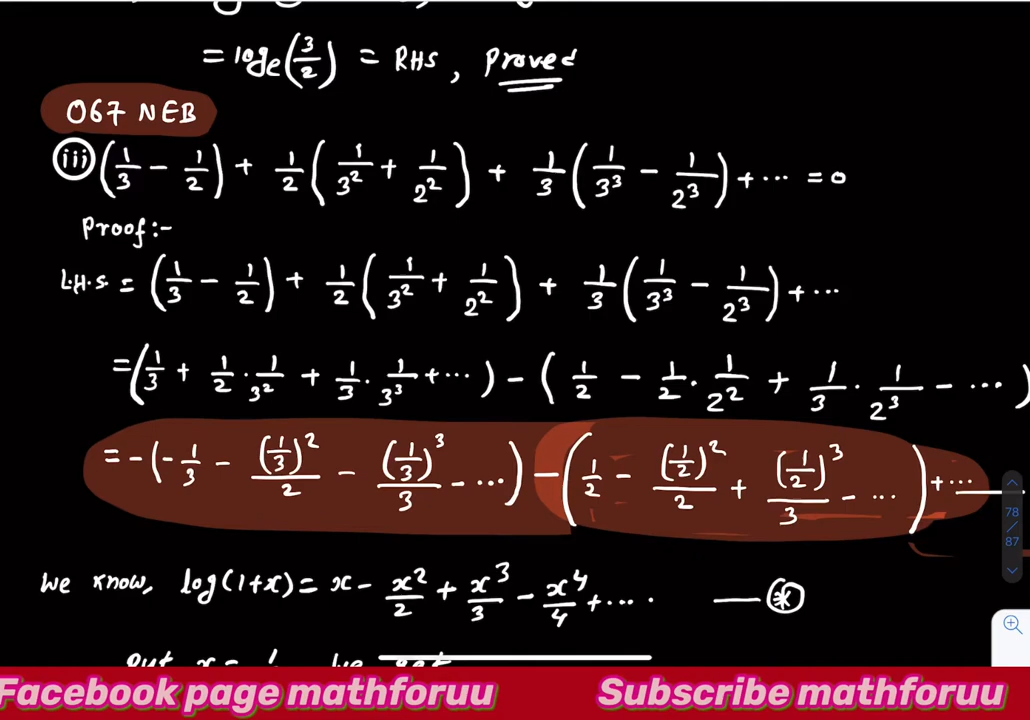 = log_e(3/2) = RHS, Proved
067 NEB
(iii) (1/3 - 1/2) + 1/2 (1/3² + 1/2²) + 1/3 (1/3³ - 1/2³) + ... = 0
Proof:-
L.H.S. = (1/3 - 1/2) + 1/2 (1/3² + 1/2²) + 1/3 (1/3³ - 1/2³) + ...
= (1/3 + 1/2 . 1/3² + 1/3 . 1/3³ + ...) - (1/2 - 1/2 . 1/2² + 1/3 . 1/2³ - ...)
= -(-1/3 - (1/3)²/2 - (1/3)³/3 - ...) - (1/2 - (1/2)²/2 + (1/2)³/3 - ...) + ...
We know, log(1+x) = x - x²/2 + x³/3 - x⁴/4 + .... — (*)
78
/
87
Facebook page mathforuu
Subscribe mathforuu